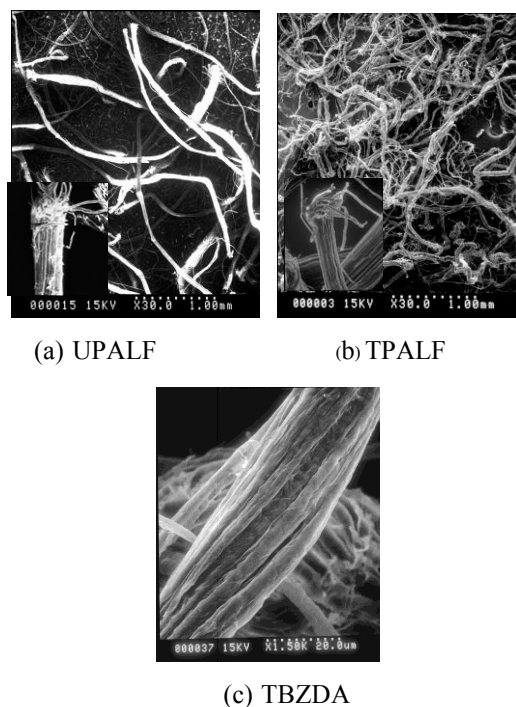 000015 15KV X30.0 1.00mm
000003 15KV X30.0 1.00mm
(a) UPALF
(b) TPALF
000037 15KV X1.50K 20.0um
(c) TBZDA